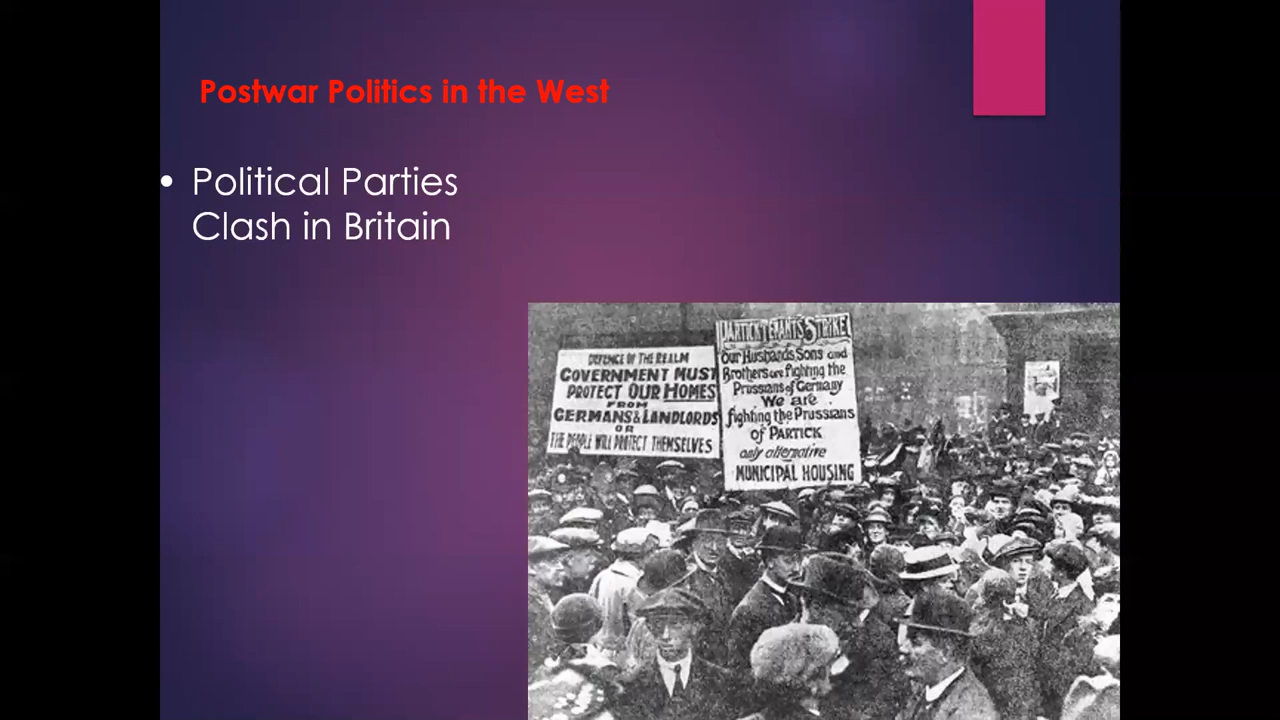 Postwar Politics in the West
• Political Parties
Clash in Britain
DEFENCE OF THE REALM
GOVERNMENT MUST
PROTECT OUR HOMES
FROM
GERMANS & LANDLORDS
OR
THE PEOPLE WILL PROTECT THEMSELVES
PARTICK TENANTS STRIKE
Our Husbands, Sons and
Brothers are fighting the
Prussians of Germany
We are
fighting the Prussians
of PARTICK
only alternative
MUNICIPAL HOUSING